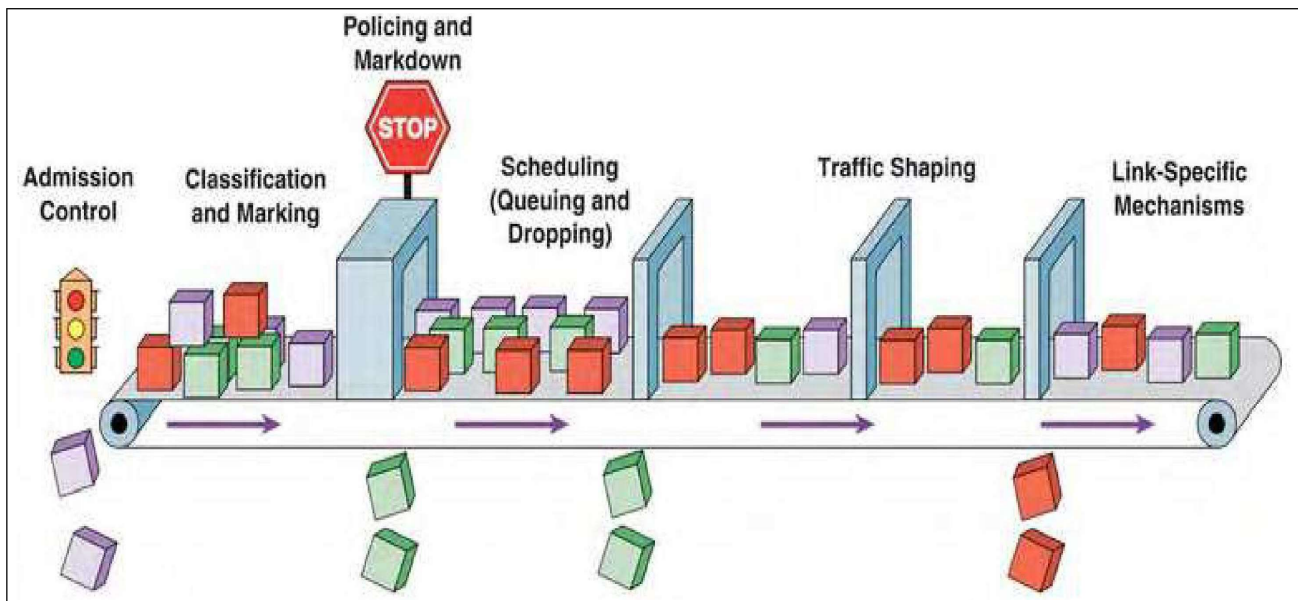 Policing and
Markdown
STOP
Admission
Control
Classification
and Marking
Scheduling
(Queuing and
Dropping)
Traffic Shaping
Link-Specific
Mechanisms